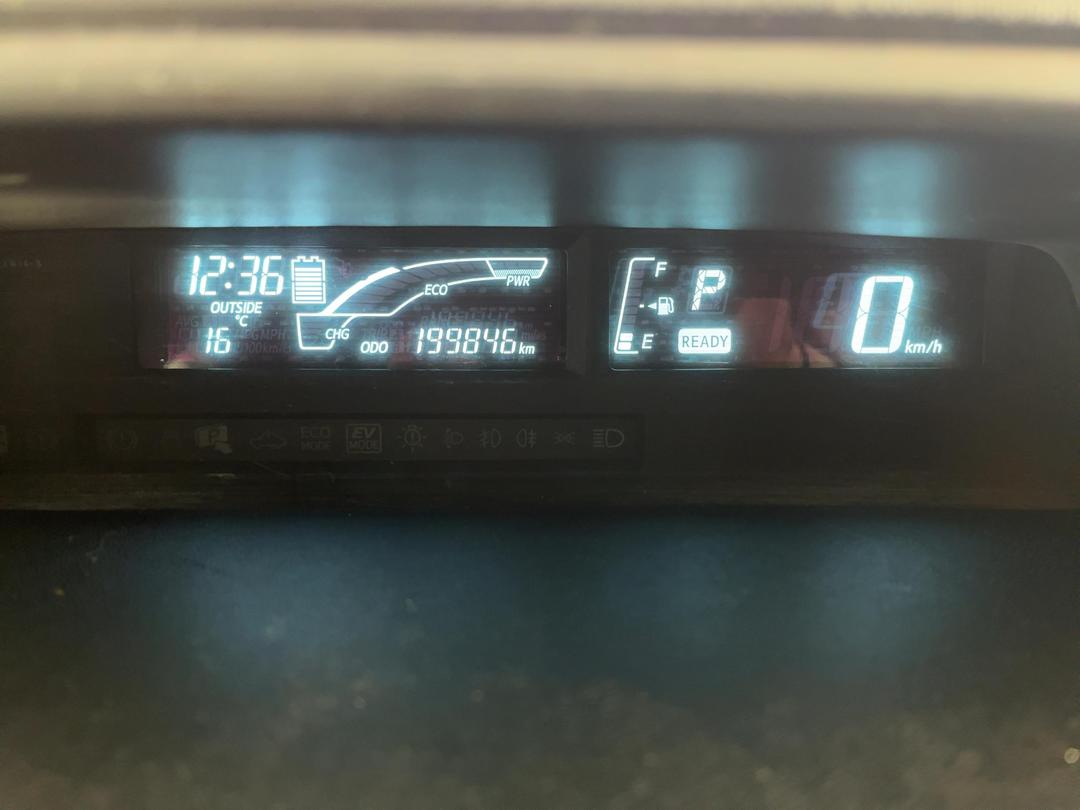 12:36
OUTSIDE
°C
16
ECO
PWR
CHG
ODO 199846 km
F
P
E
READY
0 km/h
P
ECO MODE
EV MODE